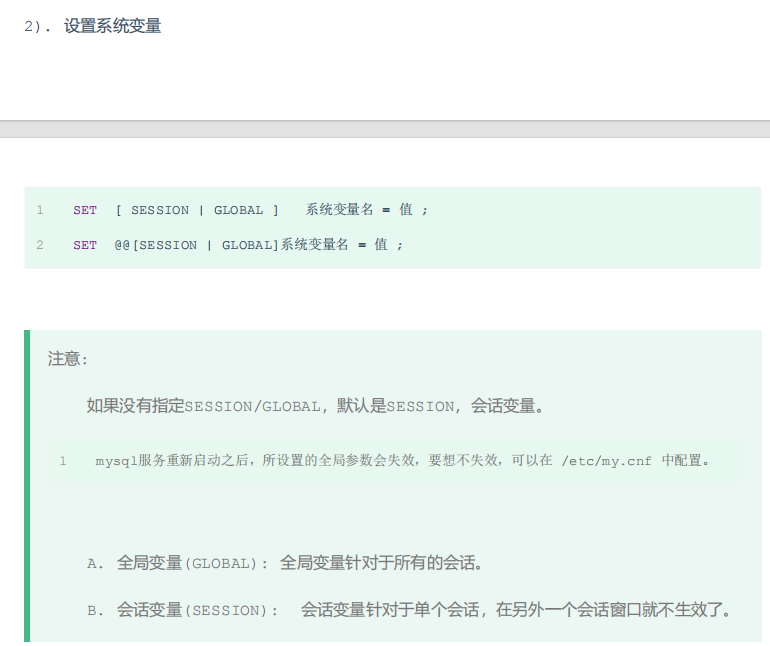 2). 设置系统变量
1 SET [ SESSION | GLOBAL ] 系统变量名 = 值 ;
2 SET @@[SESSION | GLOBAL]系统变量名 = 值 ;
注意:
如果没有指定SESSION/GLOBAL，默认是SESSION，会话变量。
1 mysql服务重新启动之后，所设置的全局参数会失效，要想不失效，可以在 /etc/my.cnf 中配置。
A. 全局变量(GLOBAL): 全局变量针对于所有的会话。
B. 会话变量(SESSION): 会话变量针对于单个会话，在另外一个会话窗口就不生效了。